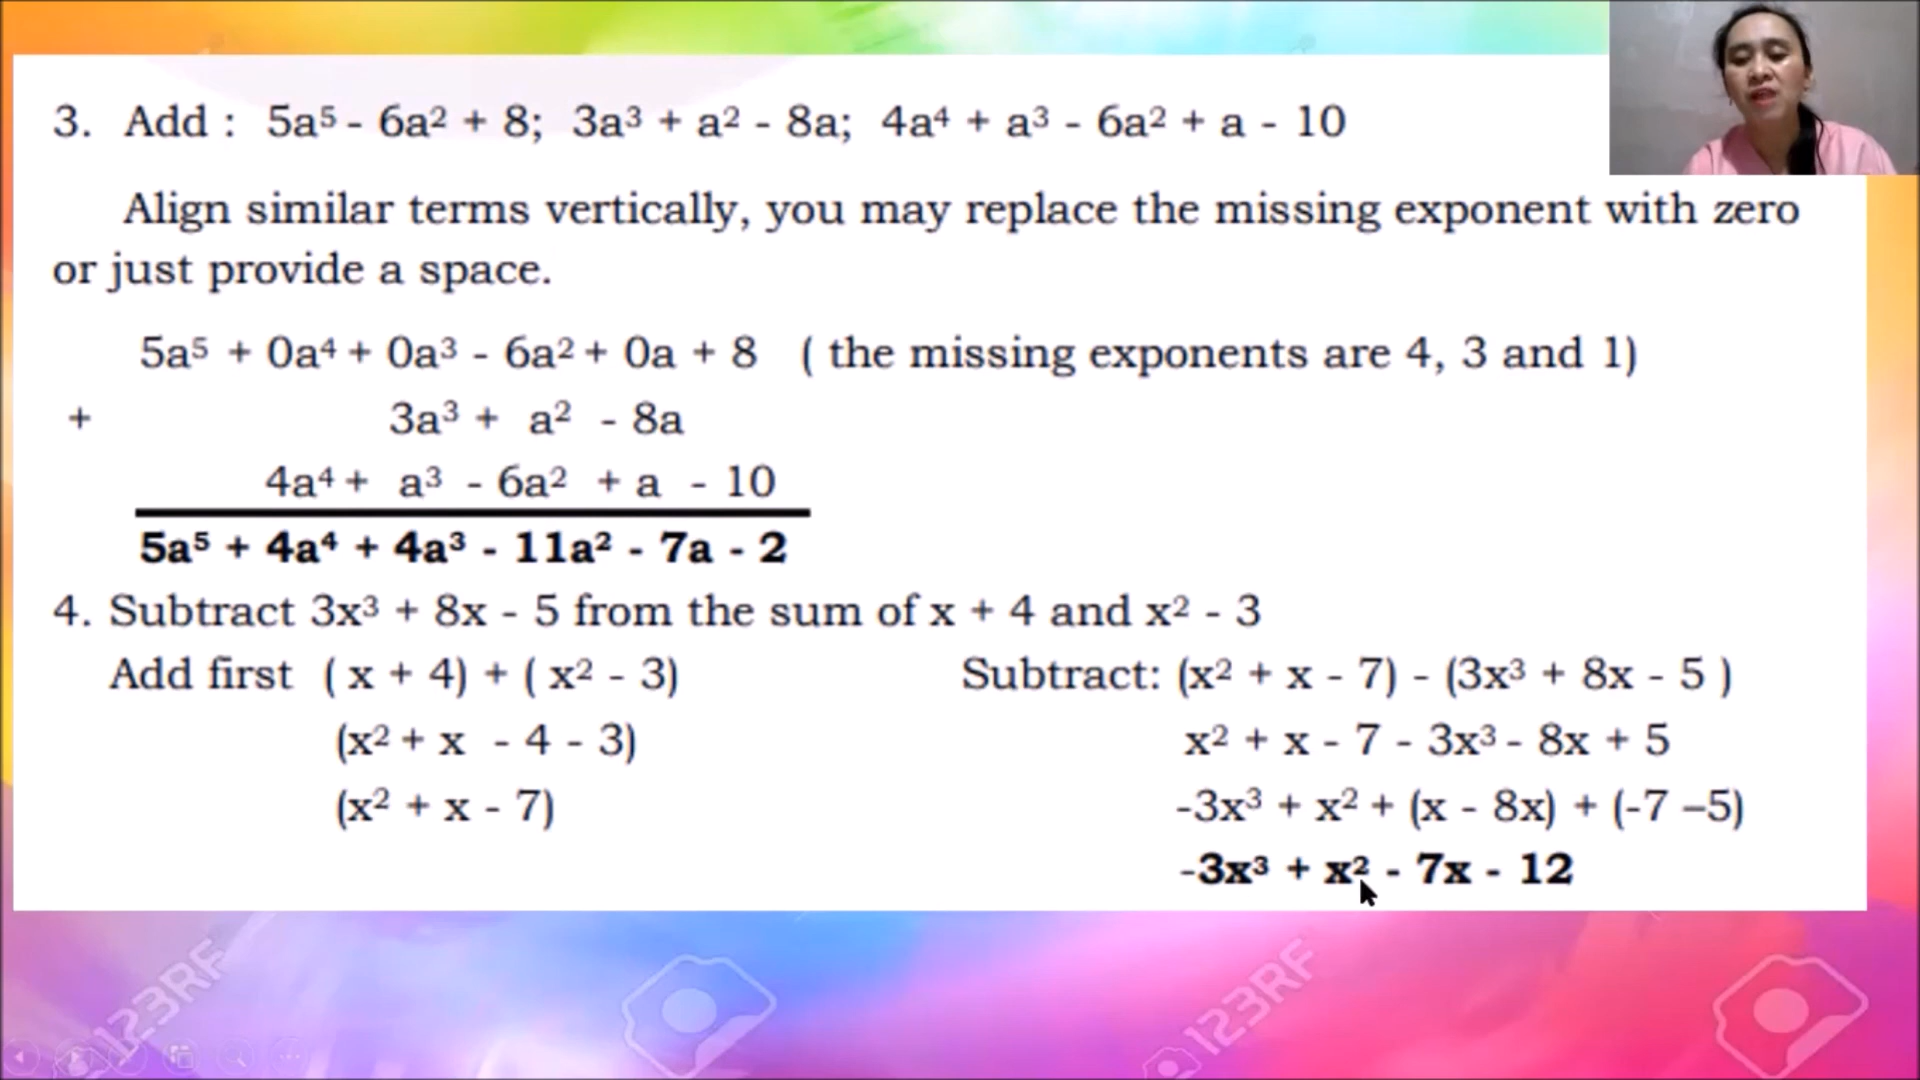 3. Add : 5a⁵ - 6a² + 8; 3a³ + a² - 8a; 4a⁴ + a³ - 6a² + a - 10
Align similar terms vertically, you may replace the missing exponent with zero
or just provide a space.
5a⁵ + 0a⁴ + 0a³ - 6a² + 0a + 8 ( the missing exponents are 4, 3 and 1)
+ 3a³ + a² - 8a
4a⁴ + a³ - 6a² + a - 10
5a⁵ + 4a⁴ + 4a³ - 11a² - 7a - 2
4. Subtract 3x³ + 8x - 5 from the sum of x + 4 and x² - 3
Add first ( x + 4) + ( x² - 3)
(x² + x - 4 - 3)
(x² + x - 7)
Subtract: (x² + x - 7) - (3x³ + 8x - 5 )
x² + x - 7 - 3x³ - 8x + 5
-3x³ + x² + (x - 8x) + (-7 –5)
-3x³ + x² - 7x - 12
123RF
123RF